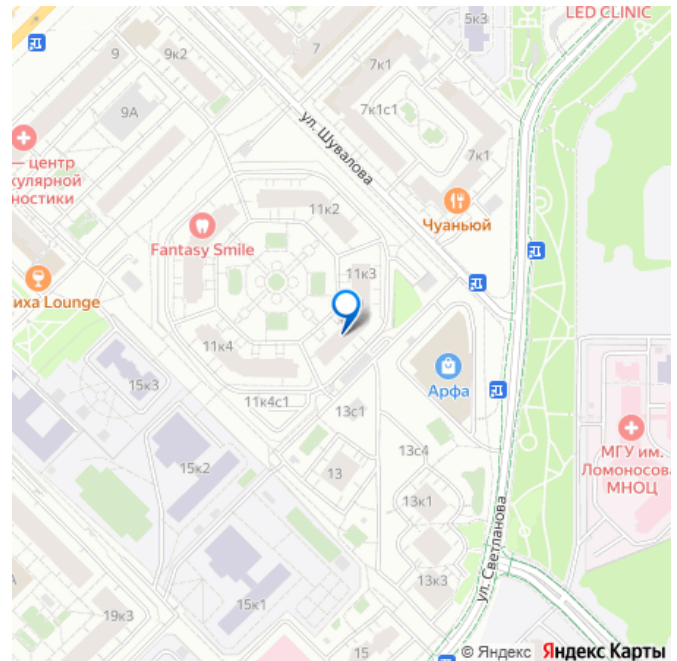 LED CLINIC
5к3
9
9к2
7
7к1
9А
7к1с1
ул. Шувалова
7к1
— центр
кулярной
ностики
11к2
Чуаньюй
Fantasy Smile
11к3
иха Lounge
11к4
15к3
Арфа
11к4с1
13с1
МГУ им.
Ломоносова
МНОЦ
15к2
13
13с4
13к1
ул. Светланова
13к3
15к1
19к3
15
© Яндекс Яндекс Карты